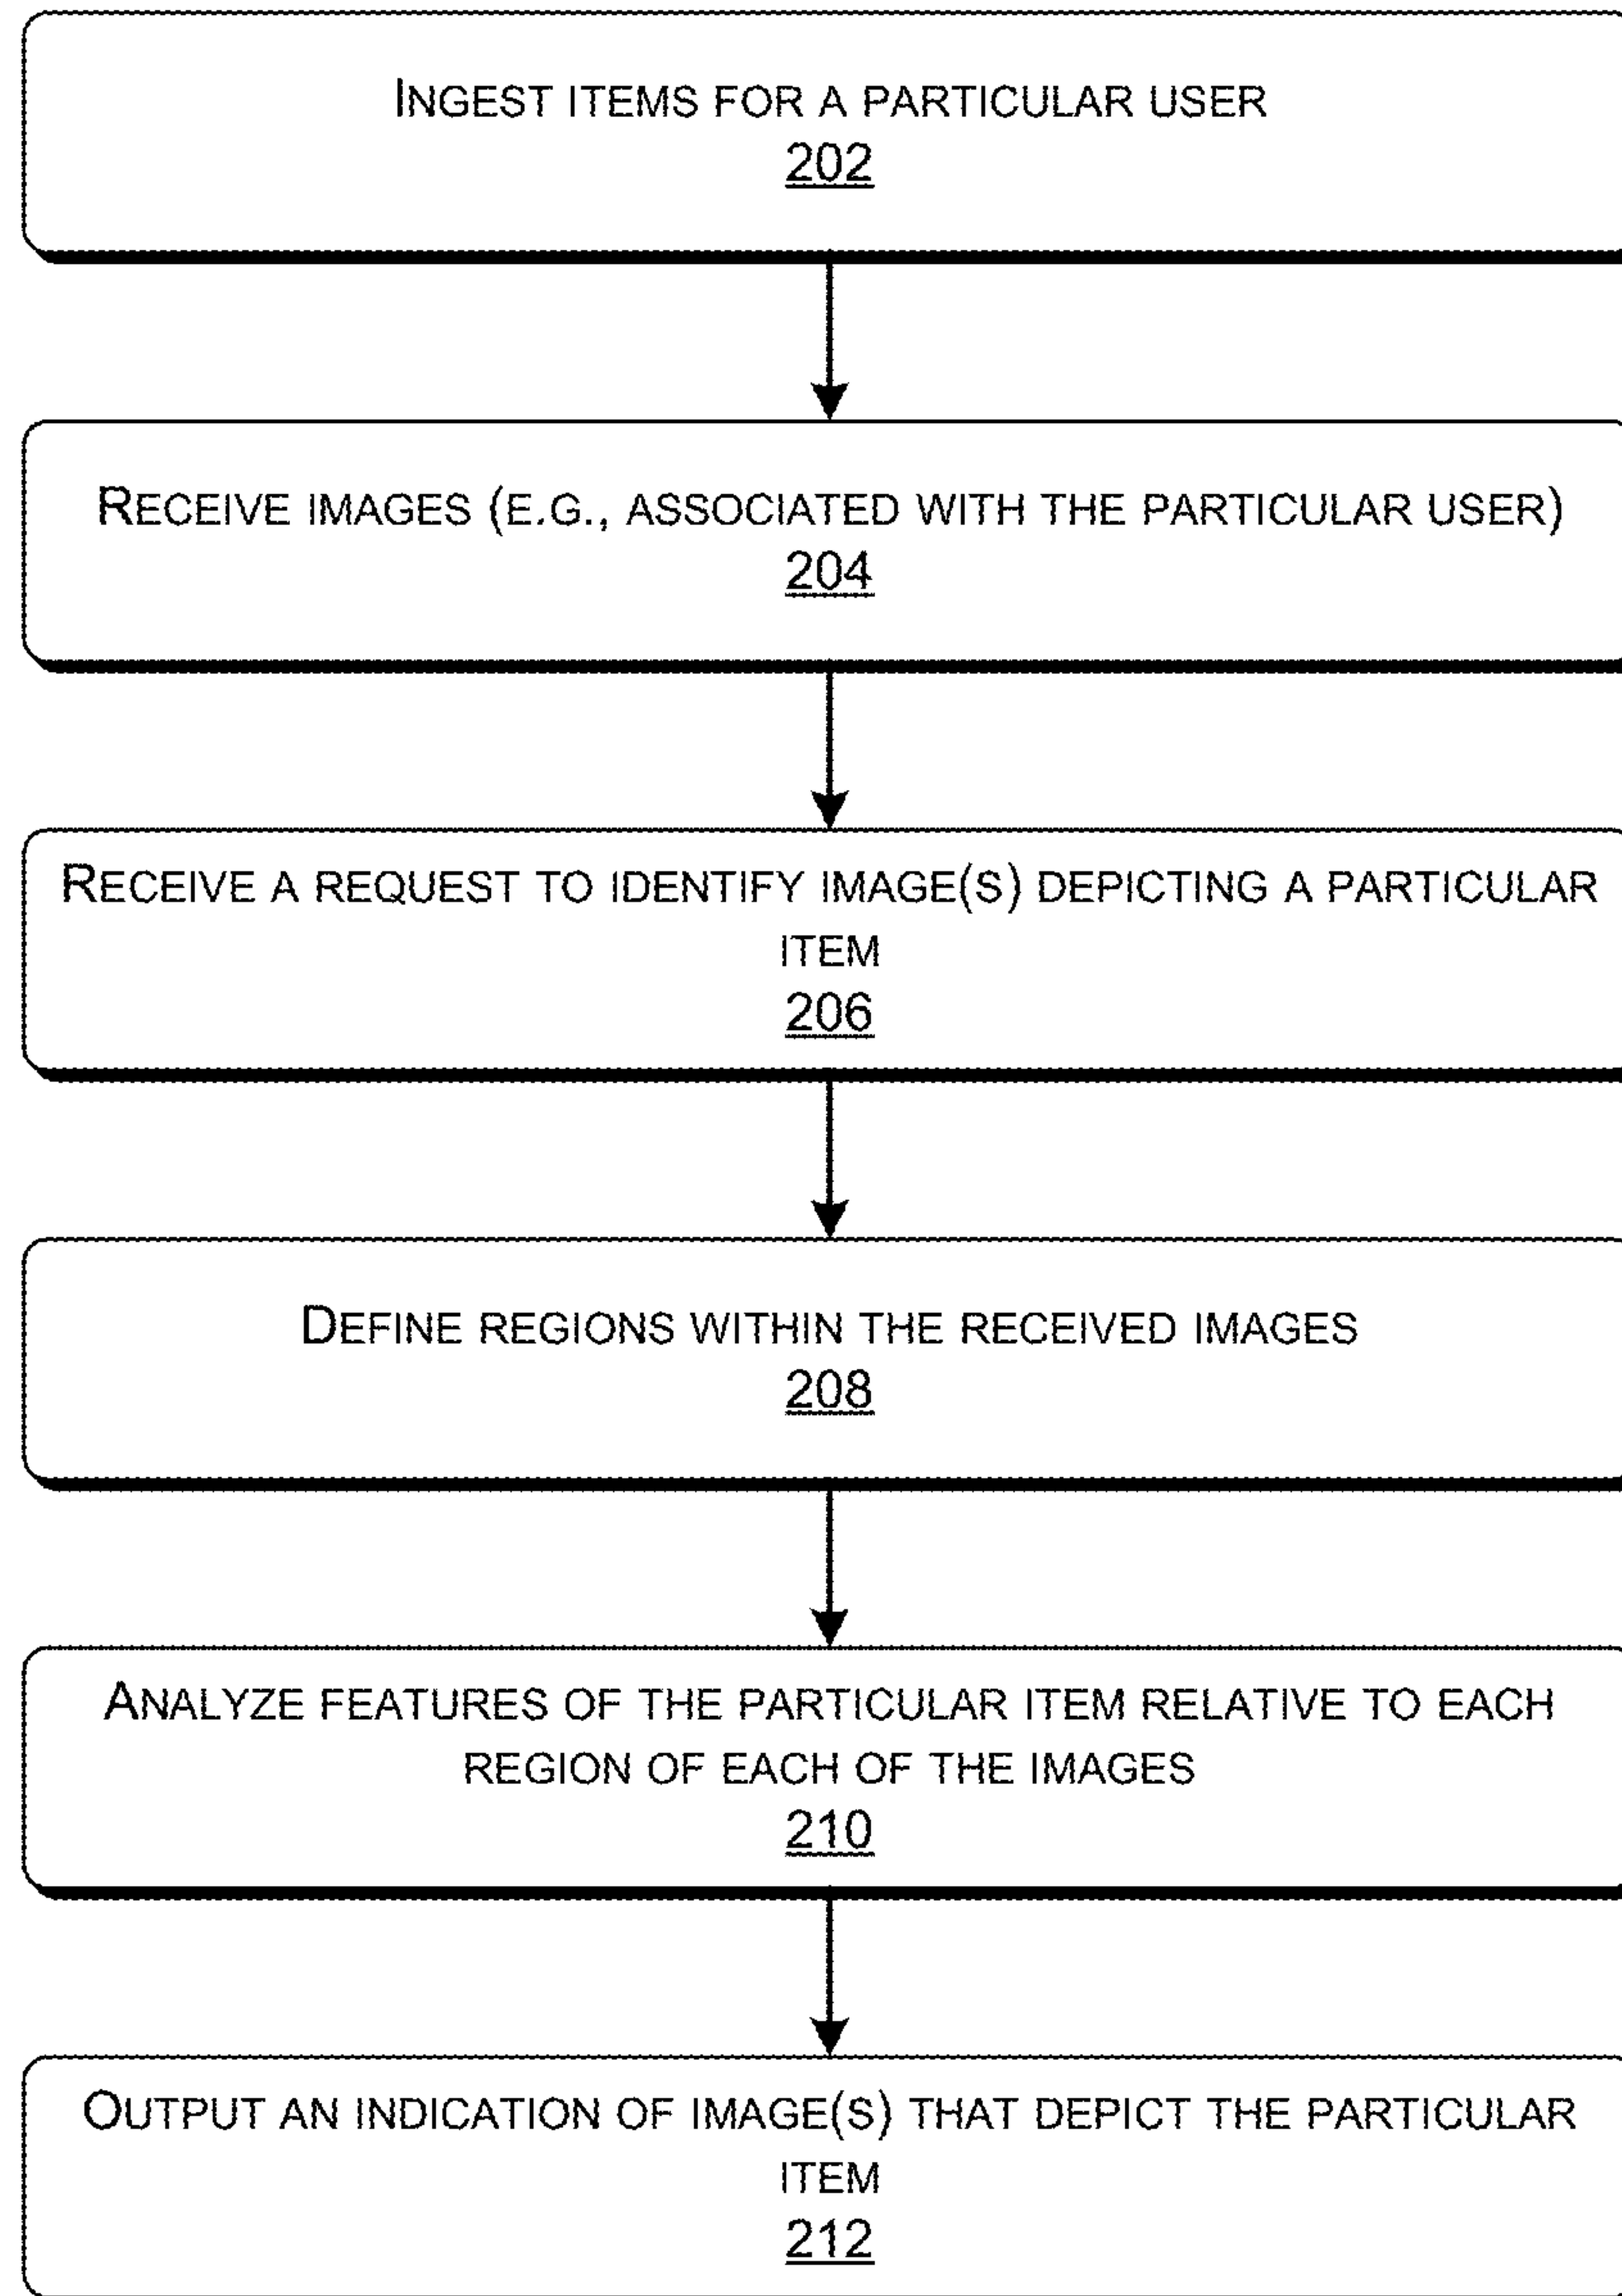 INGEST ITEMS FOR A PARTICULAR USER
202
RECEIVE IMAGES (E.G., ASSOCIATED WITH THE PARTICULAR USER)
204
RECEIVE A REQUEST TO IDENTIFY IMAGE(S) DEPICTING A PARTICULAR
ITEM
206
DEFINE REGIONS WITHIN THE RECEIVED IMAGES
208
ANALYZE FEATURES OF THE PARTICULAR ITEM RELATIVE TO EACH
REGION OF EACH OF THE IMAGES
210
OUTPUT AN INDICATION OF IMAGE(S) THAT DEPICT THE PARTICULAR
ITEM
212